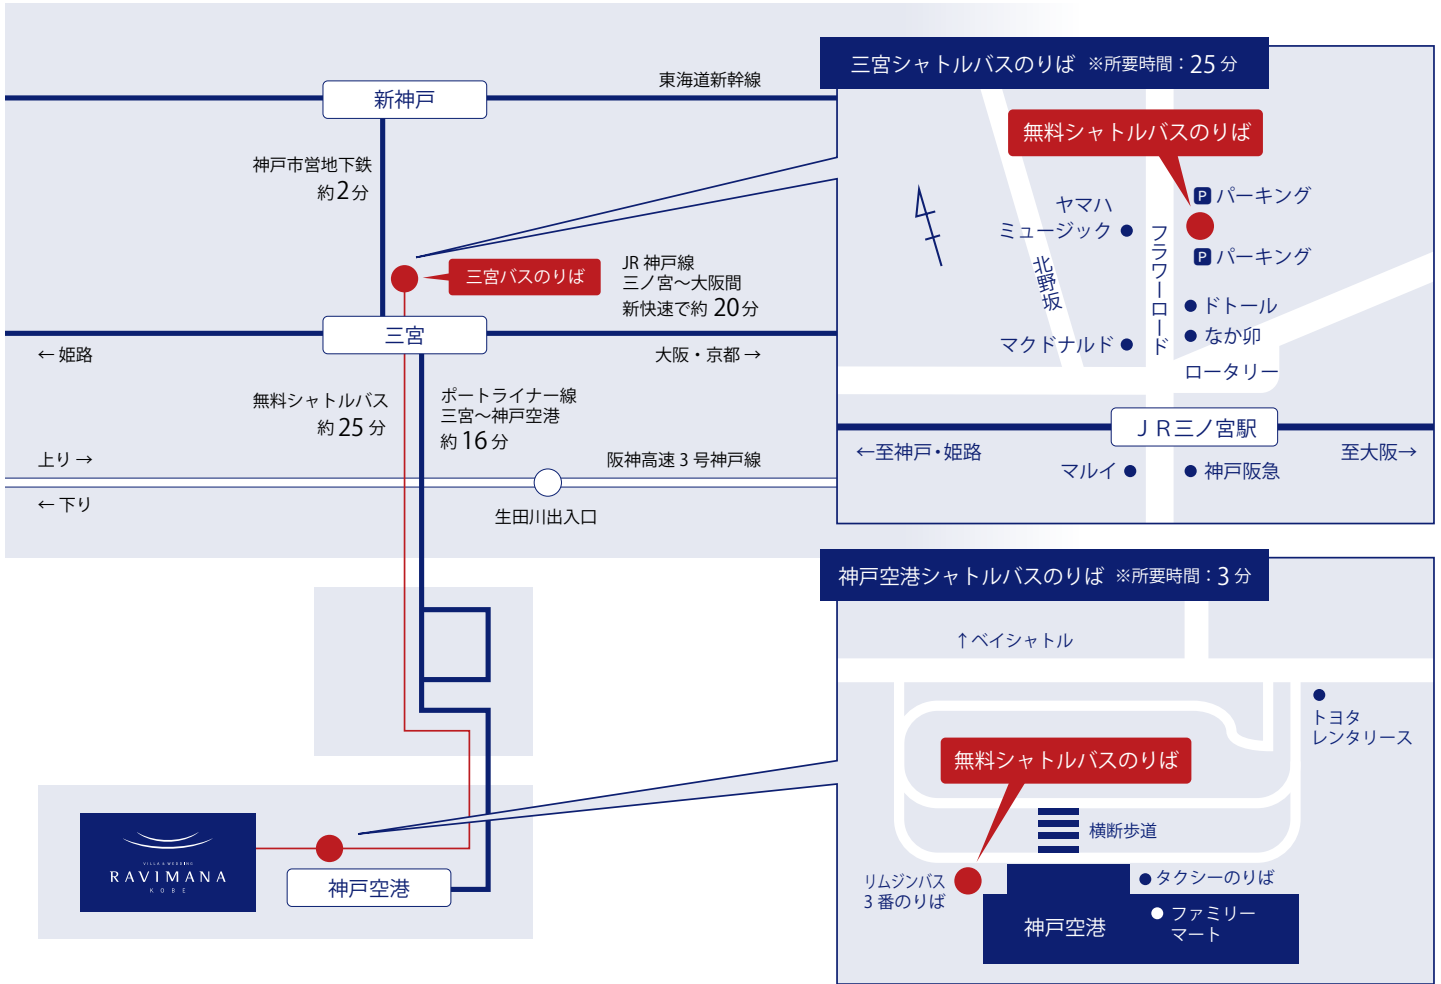 新神戸
東海道新幹線
神戸市営地下鉄
約2分
三宮バスのりば
JR 神戸線
三ノ宮〜大阪間
新快速で約 20分
三宮
← 姫路
大阪・京都 →
無料シャトルバス
約 25 分
ポートライナー線
三宮〜神戸空港
約 16 分
上り →
阪神高速 3 号神戸線
← 下り
生田川出入口
VILLA & WEDDING
RAVIMANA
KOBE
神戸空港
三宮シャトルバスのりば ※所要時間：25 分
無料シャトルバスのりば
P パーキング
ヤマハ
ミュージック
P パーキング
フラワーロード
北野坂
ドトール
なか卯
マクドナルド
ロータリー
ＪＲ三ノ宮駅
←至神戸・姫路
至大阪→
マルイ
神戸阪急
神戸空港シャトルバスのりば ※所要時間：3 分
↑ベイシャトル
トヨタ
レンタリース
無料シャトルバスのりば
横断歩道
リムジンバス
3 番のりば
タクシーのりば
神戸空港
ファミリー
マート